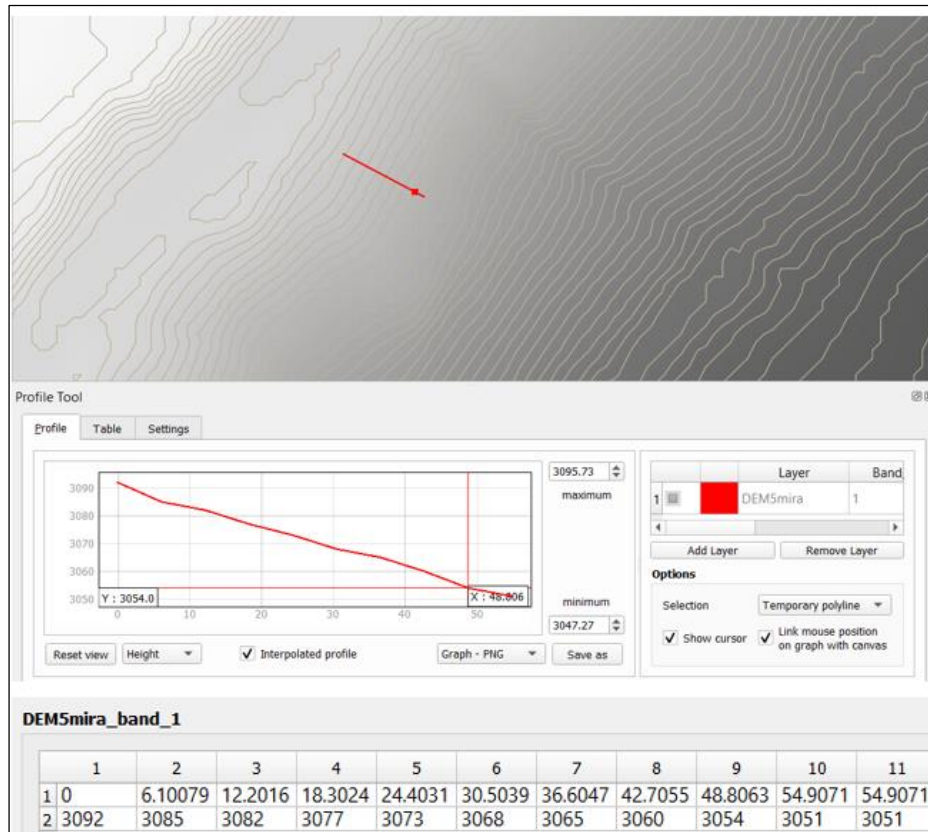 Profile Tool
Profile Table Settings
3095.73
maximum
minimum
3047.27
3090
3080
3070
3060
3050
Y : 3054.0
X : 48.806
0 10 20 30 40 50
Layer Band
1 DEM5mira 1
Add Layer Remove Layer
Options
Selection Temporary polyline
Show cursor Link mouse position
on graph with canvas
Reset view Height Interpolated profile Graph - PNG Save as
DEM5mira_band_1
1 2 3 4 5 6 7 8 9 10 11
1 0 6.10079 12.2016 18.3024 24.4031 30.5039 36.6047 42.7055 48.8063 54.9071 54.9071
2 3092 3085 3082 3077 3073 3068 3065 3060 3054 3051 3051